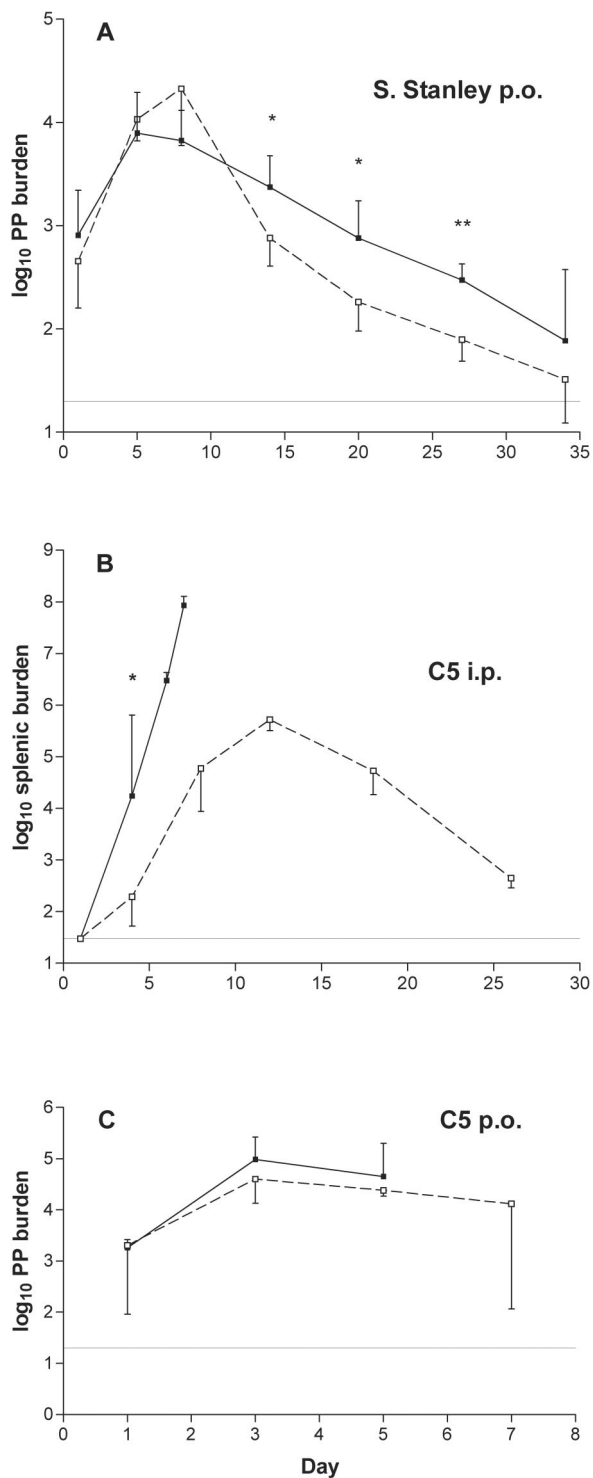 5
A
S. Stanley p.o.
4
*
*
3
**
log10 PP burden
2
1
0 5 10 15 20 25 30 35
9
B
8
7
*
C5 i.p.
6
log10 splenic burden
5
4
3
2
1
0 5 10 15 20 25 30
6
C
C5 p.o.
5
4
log10 PP burden
3
2
1
0
0 1 2 3 4 5 6 7 8
Day